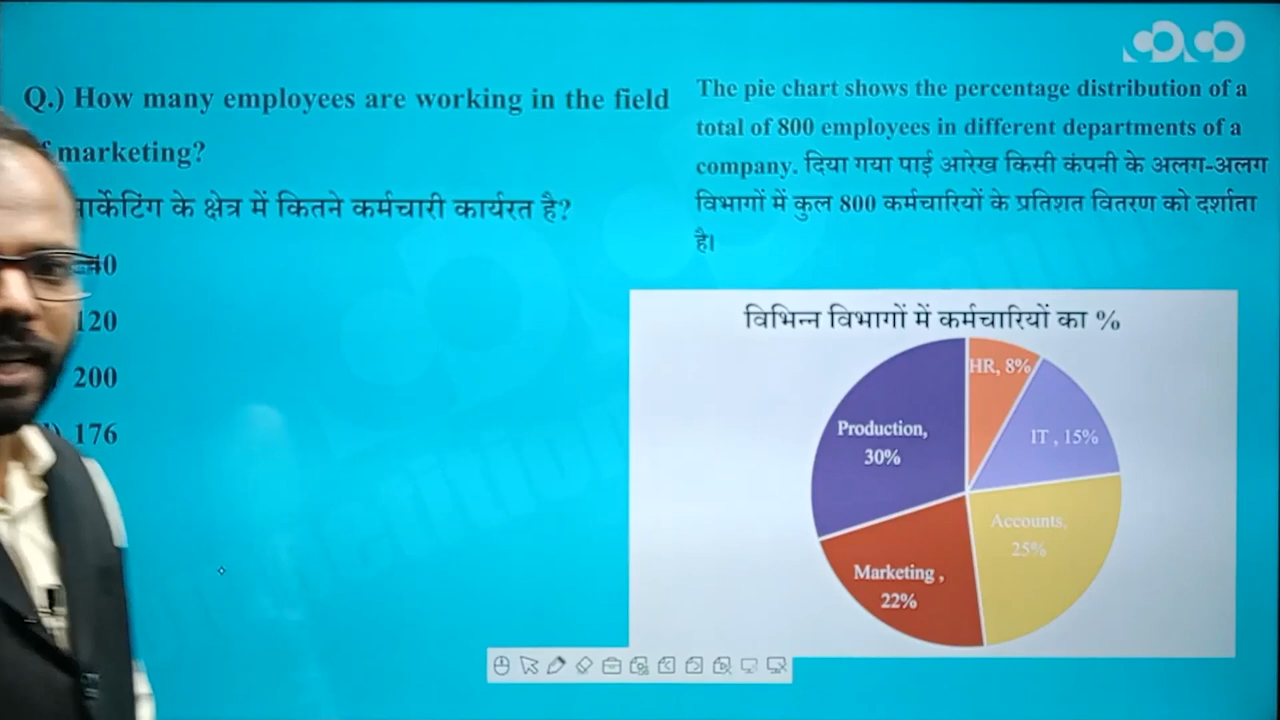 Q.) How many employees are working in the field
marketing?
मार्केटिंग के क्षेत्र में कितने कर्मचारी कार्यरत है?
120
200
176
The pie chart shows the percentage distribution of a
total of 800 employees in different departments of a
company. दिया गया पाई आरेख किसी कंपनी के अलग-अलग
विभागों में कुल 800 कर्मचारियों के प्रतिशत वितरण को दर्शाता
है।
विभिन्न विभागों में कर्मचारियों का %
HR, 8%
IT , 15%
Production,
30%
Accounts,
25%
Marketing ,
22%